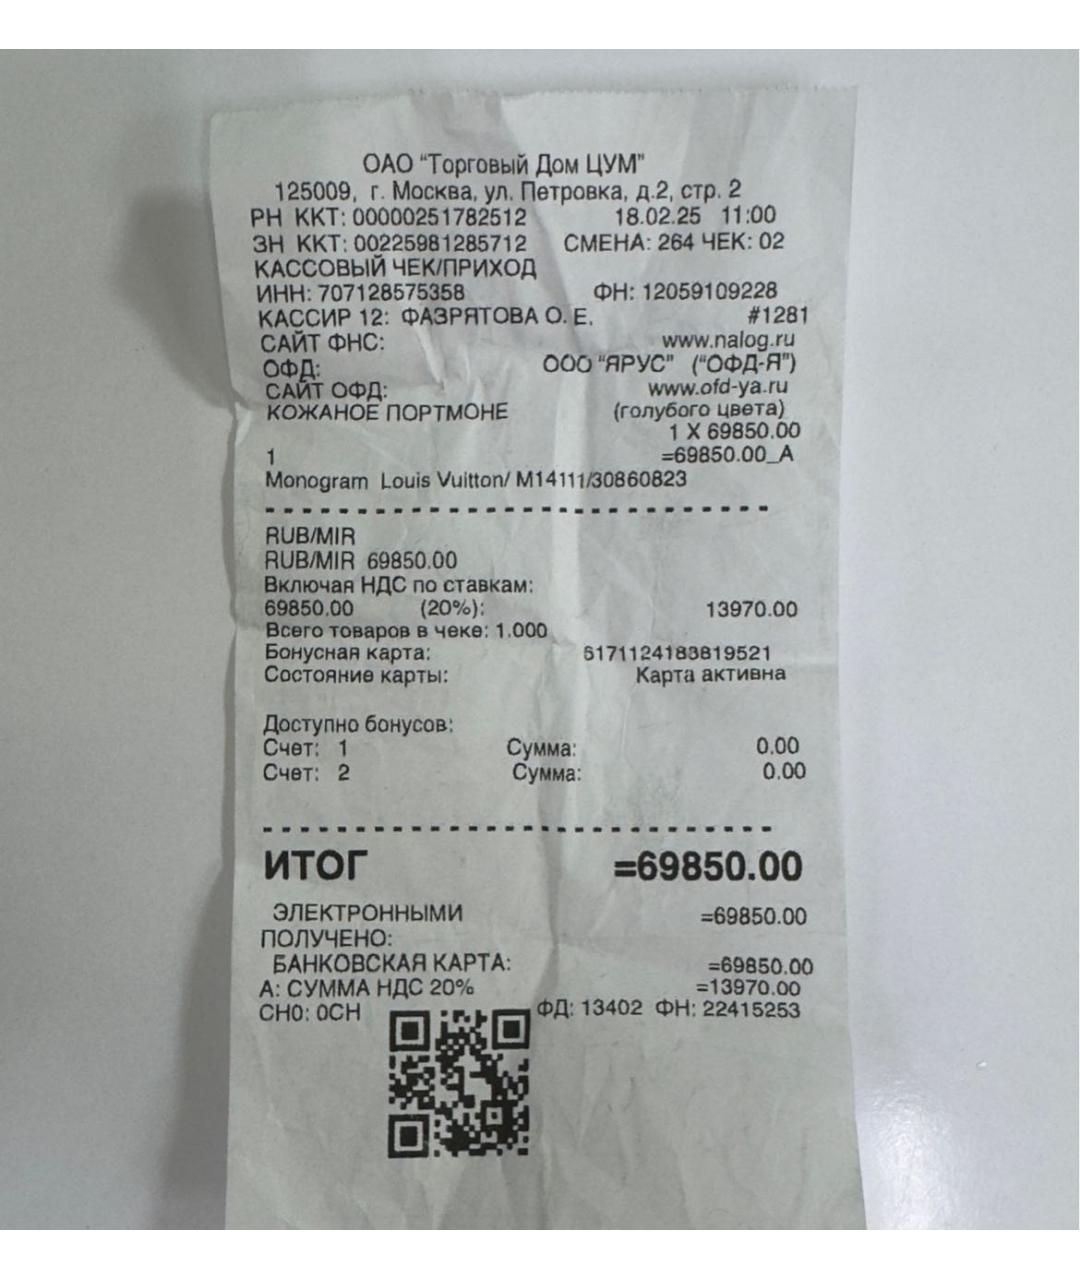 ОАО "Торговый Дом ЦУМ"
125009, г. Москва, ул. Петровка, д.2, стр. 2
РН ККТ: 00000251782512 18.02.25 11:00
ЗН ККТ: 00225981285712 СМЕНА: 264 ЧЕК: 02
КАССОВЫЙ ЧЕК/ПРИХОД
ИНН: 707128575358 ФН: 12059109228
КАССИР 12: ФАЗРЯТОВА О. Е. #1281
САЙТ ФНС: www.nalog.ru
ОФД: ООО "ЯРУС" ("ОФД-Я")
САЙТ ОФД: www.ofd-ya.ru
КОЖАНОЕ ПОРТМОНЕ (голубого цвета)
1 X 69850.00
1 =69850.00_A
Monogram Louis Vuitton/ M14111/30860823
RUB/MIR
RUB/MIR 69850.00
Включая НДС по ставкам:
69850.00 (20%): 13970.00
Всего товаров в чеке: 1.000
Бонусная карта: 6171124183819521
Состояние карты: Карта активна
Доступно бонусов:
Счет: 1 Сумма: 0.00
Счет: 2 Сумма: 0.00
ИТОГ =69850.00
ЭЛЕКТРОННЫМИ =69850.00
ПОЛУЧЕНО:
БАНКОВСКАЯ КАРТА: =69850.00
А: СУММА НДС 20% =13970.00
СН0: 0СН ФД: 13402 ФН: 22415253